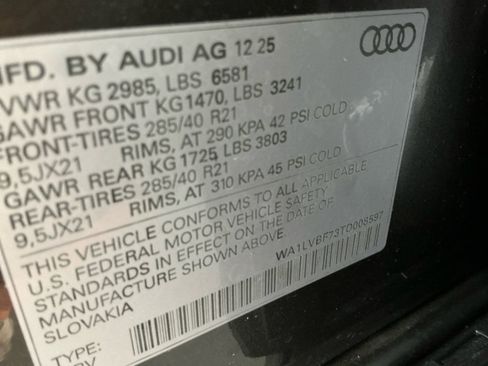 MFD. BY AUDI AG 12 25
GVWR KG 2985, LBS 6581
GAWR FRONT KG1470, LBS 3241
FRONT-TIRES 285/40 R21
9,5JX21 RIMS, AT 290 KPA 42 PSI COLD
GAWR REAR KG 1725 LBS 3803
REAR-TIRES 285/40 R21
9,5JX21 RIMS, AT 310 KPA 45 PSI COLD
THIS VEHICLE CONFORMS TO ALL APPLICABLE
U.S. FEDERAL MOTOR VEHICLE SAFETY
STANDARDS IN EFFECT ON THE DATE OF
MANUFACTURE SHOWN ABOVE.
SLOVAKIA WA1LVBF73TD008597
TYPE: